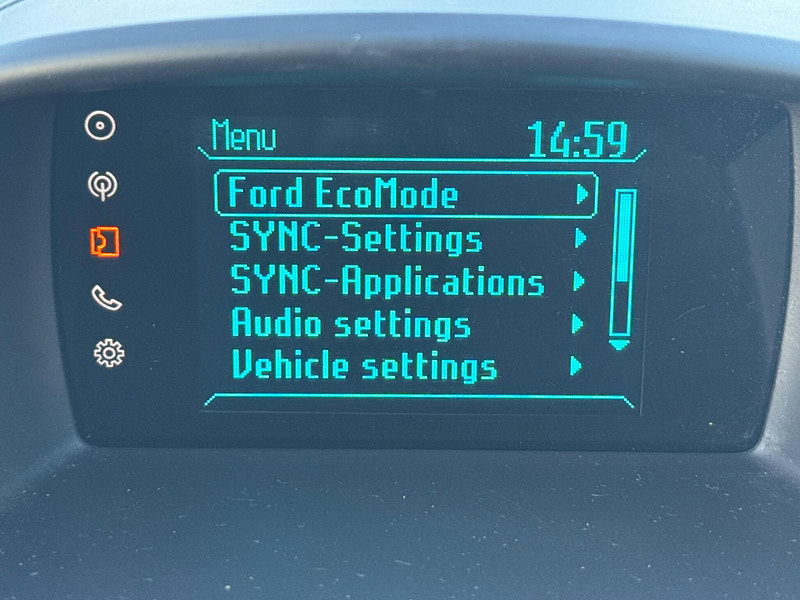 Menu 14:59
Ford EcoMode
SYNC-Settings
SYNC-Applications
Audio settings
Vehicle settings